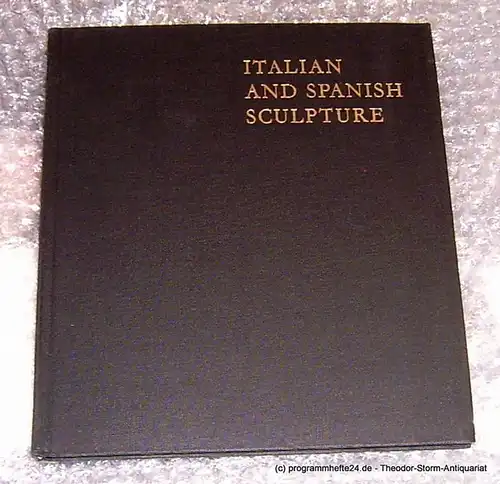 ITALIAN
AND SPANISH
SCULPTURE
(c) programmhefte24.de - Theodor-Storm-Antiquariat